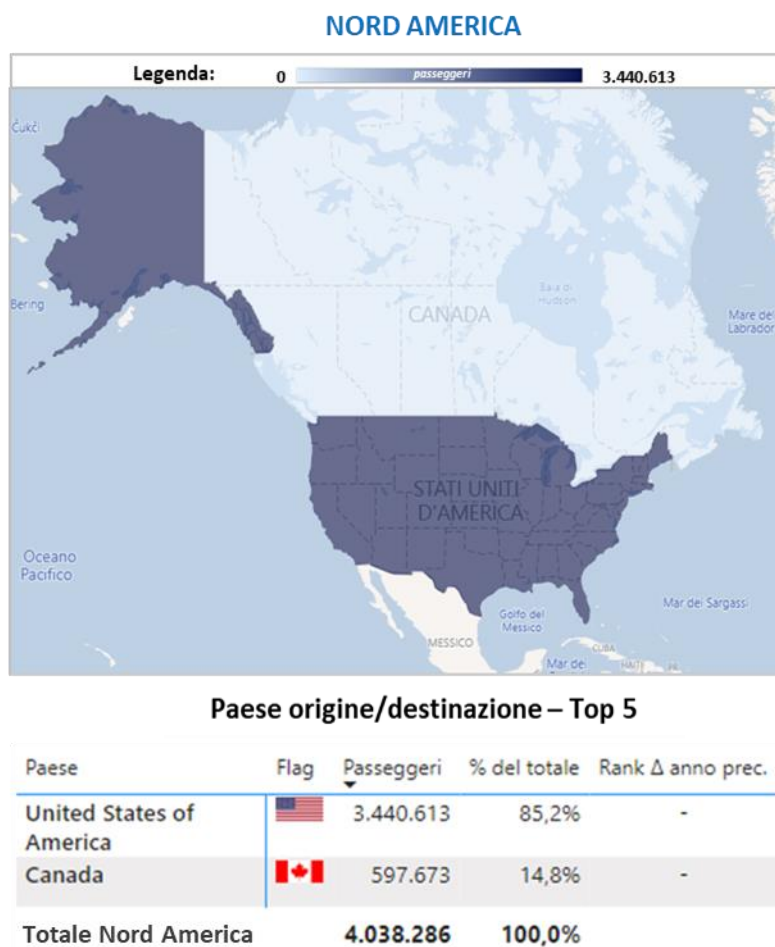 NORD AMERICA
Legenda: 0 passeggeri 3.440.613
Čukči
Bering
Baia di
Hudson
CANADA
Mare del
Labrador
STATI UNITI
D'AMERICA
Oceano
Pacifico
Mar dei Sargassi
Golfo del
Messico
MESSICO
CUBA
Mar dei
HAITI
Paese origine/destinazione – Top 5
Paese Flag Passeggeri % del totale Rank Δ anno prec.
United States of 3.440.613 85,2% -
America
Canada 597.673 14,8% -
Totale Nord America 4.038.286 100,0%